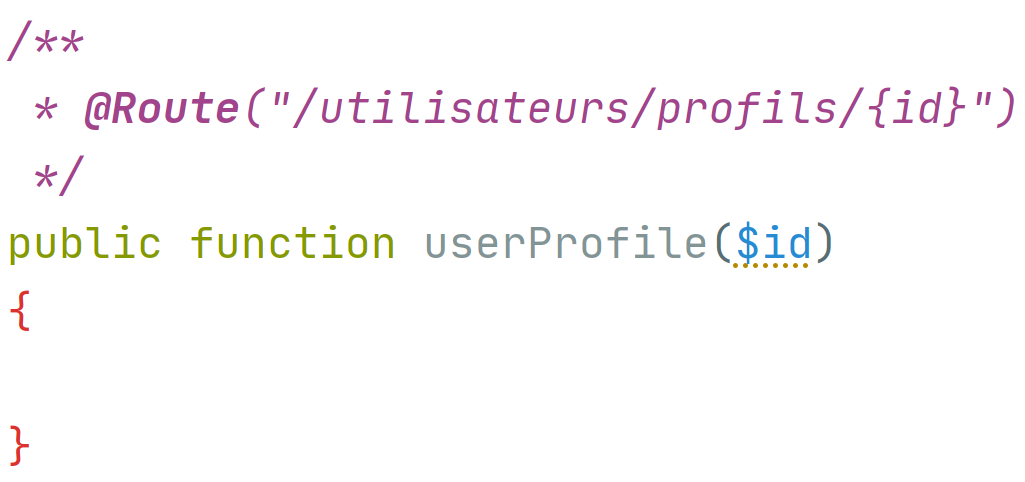 /**
 * @Route("/utilisateurs/profils/{id}")
 */
public function userProfile($id)
{
}